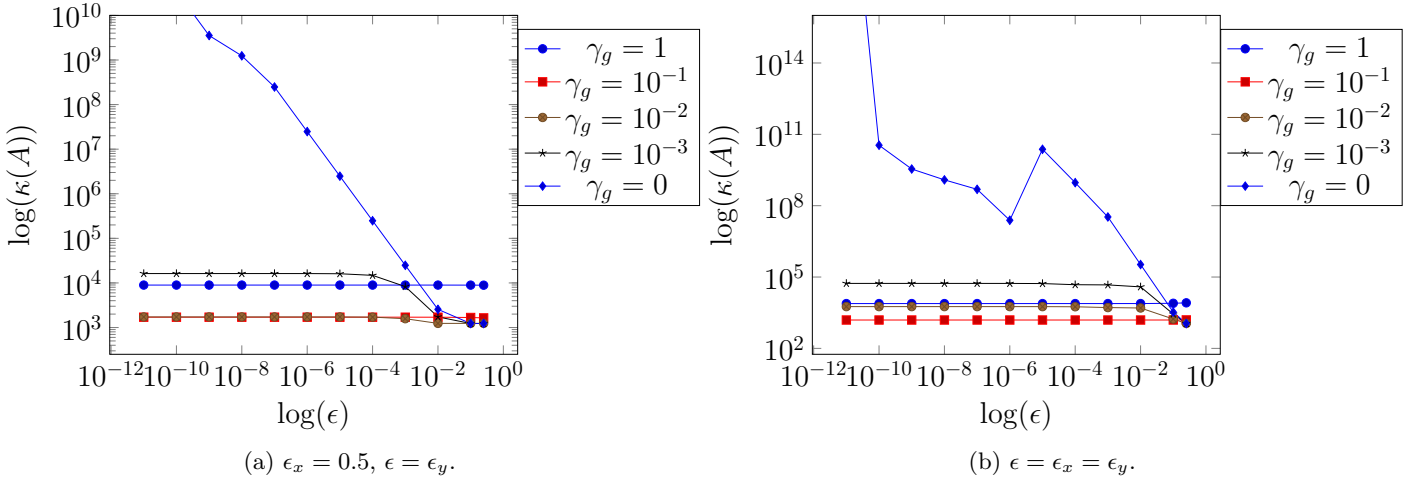 10^10
10^9
10^8
10^7
10^6
10^5
10^4
10^3
log(κ(A))
10^−12
10^−10
10^−8
10^−6
10^−4
10^−2
10^0
log(ϵ)
γ_g = 1
γ_g = 10^−1
γ_g = 10^−2
γ_g = 10^−3
γ_g = 0
(a) ϵ_x = 0.5, ϵ = ϵ_y.
10^14
10^11
10^8
10^5
10^2
log(κ(A))
10^−12
10^−10
10^−8
10^−6
10^−4
10^−2
10^0
log(ϵ)
γ_g = 1
γ_g = 10^−1
γ_g = 10^−2
γ_g = 10^−3
γ_g = 0
(b) ϵ = ϵ_x = ϵ_y.